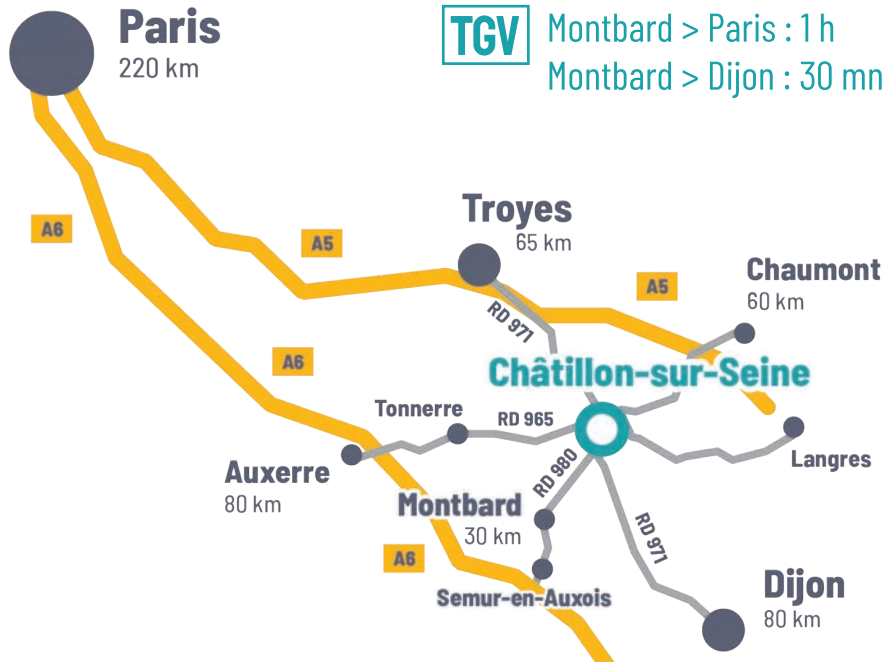 Paris
220 km
TGV
Montbard > Paris : 1 h
Montbard > Dijon : 30 mn
A6
A5
Troyes
65 km
A5
Chaumont
60 km
RD 971
A6
Châtillon-sur-Seine
Tonnerre
RD 965
Auxerre
80 km
Langres
RD 980
Montbard
30 km
RD 971
A6
Semur-en-Auxois
Dijon
80 km